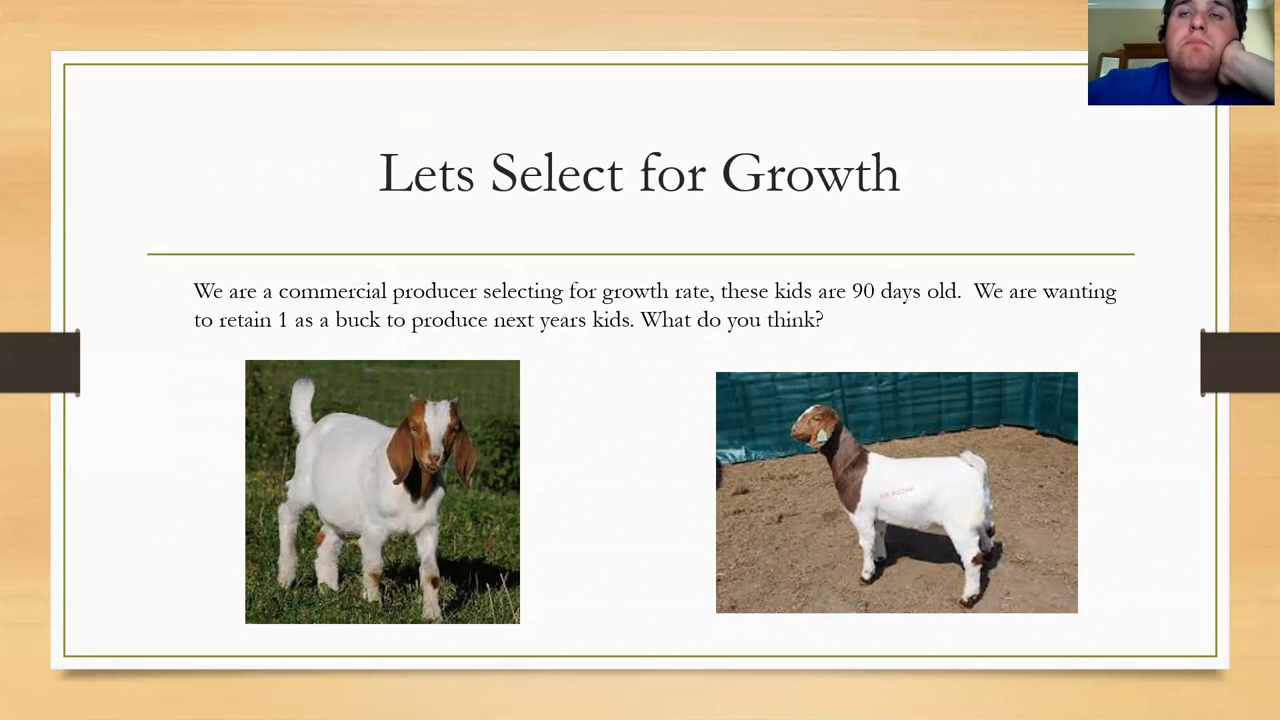 Lets Select for Growth
We are a commercial producer selecting for growth rate, these kids are 90 days old.  We are wanting
to retain 1 as a buck to produce next years kids. What do you think?